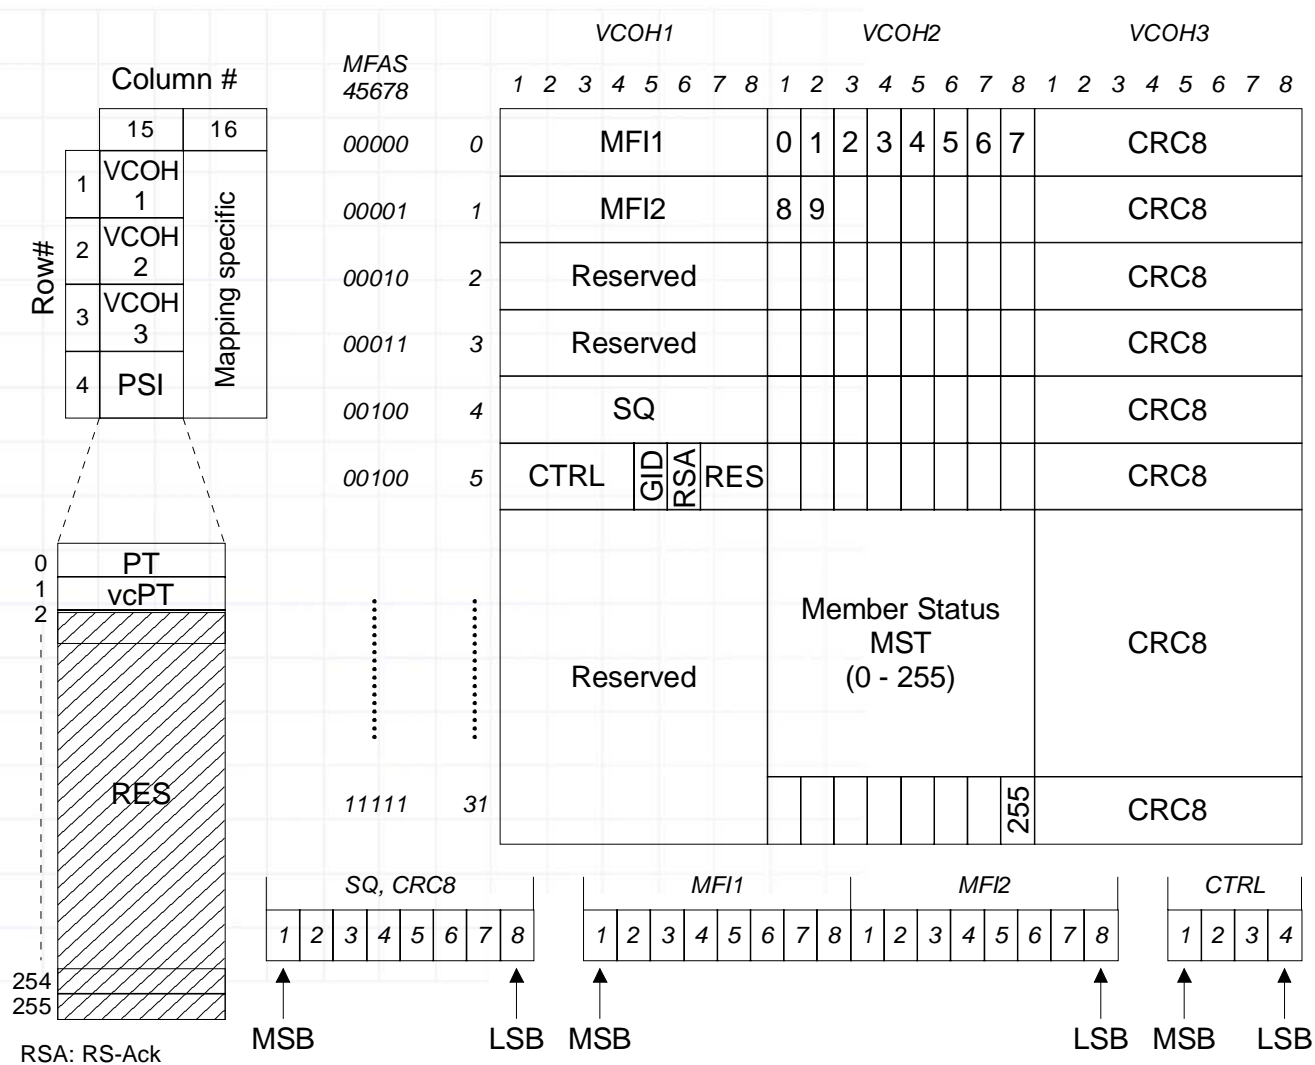 VCOH1 VCOH2 VCOH3
MFAS
45678
1 2 3 4 5 6 7 8 1 2 3 4 5 6 7 8 1 2 3 4 5 6 7 8
Column #
15 16
Row#
1 VCOH
1
2 VCOH
2
3 VCOH
3
4 PSI
Mapping specific
00000 0 MFI1 0 1 2 3 4 5 6 7 CRC8
00001 1 MFI2 8 9 CRC8
00010 2 Reserved CRC8
00011 3 Reserved CRC8
00100 4 SQ CRC8
00100 5 CTRL GID RSA RES CRC8
Reserved
Member Status
MST
(0 - 255)
CRC8
11111 31 255 CRC8
0 PT
1 vcPT
2
RES
254
255
SQ, CRC8 MFI1 MFI2 CTRL
1 2 3 4 5 6 7 8 1 2 3 4 5 6 7 8 1 2 3 4 5 6 7 8 1 2 3 4
MSB LSB MSB LSB MSB LSB
RSA: RS-Ack